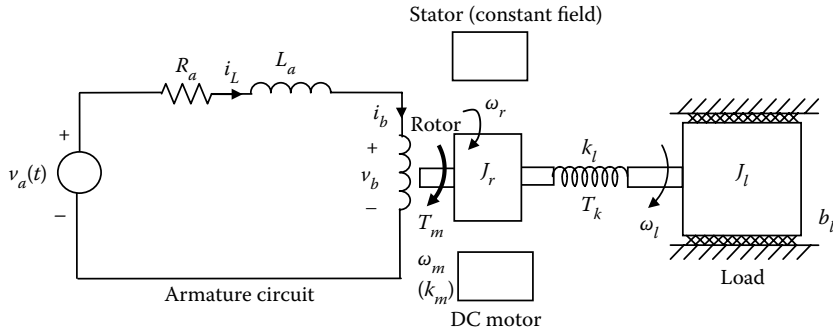 Stator (constant field)
R_a
i_L
L_a
i_b
ω_r
Rotor
+
+
v_a(t)
v_b
J_r
k_l
J_l
–
–
T_m
T_k
ω_l
b_l
ω_m
(k_m)
Load
Armature circuit
DC motor